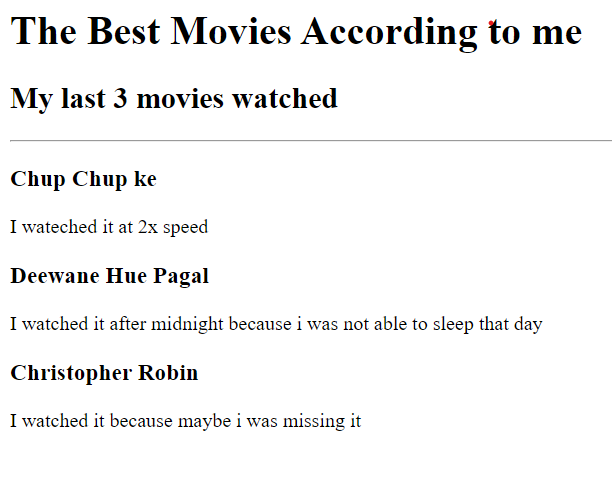 The Best Movies According to me
My last 3 movies watched
Chup Chup ke
I wateched it at 2x speed
Deewane Hue Pagal
I watched it after midnight because i was not able to sleep that day
Christopher Robin
I watched it because maybe i was missing it